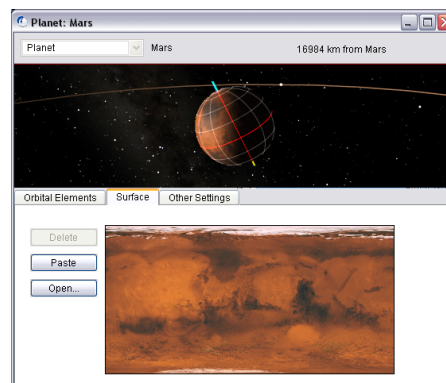 Planet: Mars
Planet Mars 16984 km from Mars
Orbital Elements Surface Other Settings
Delete
Paste
Open...